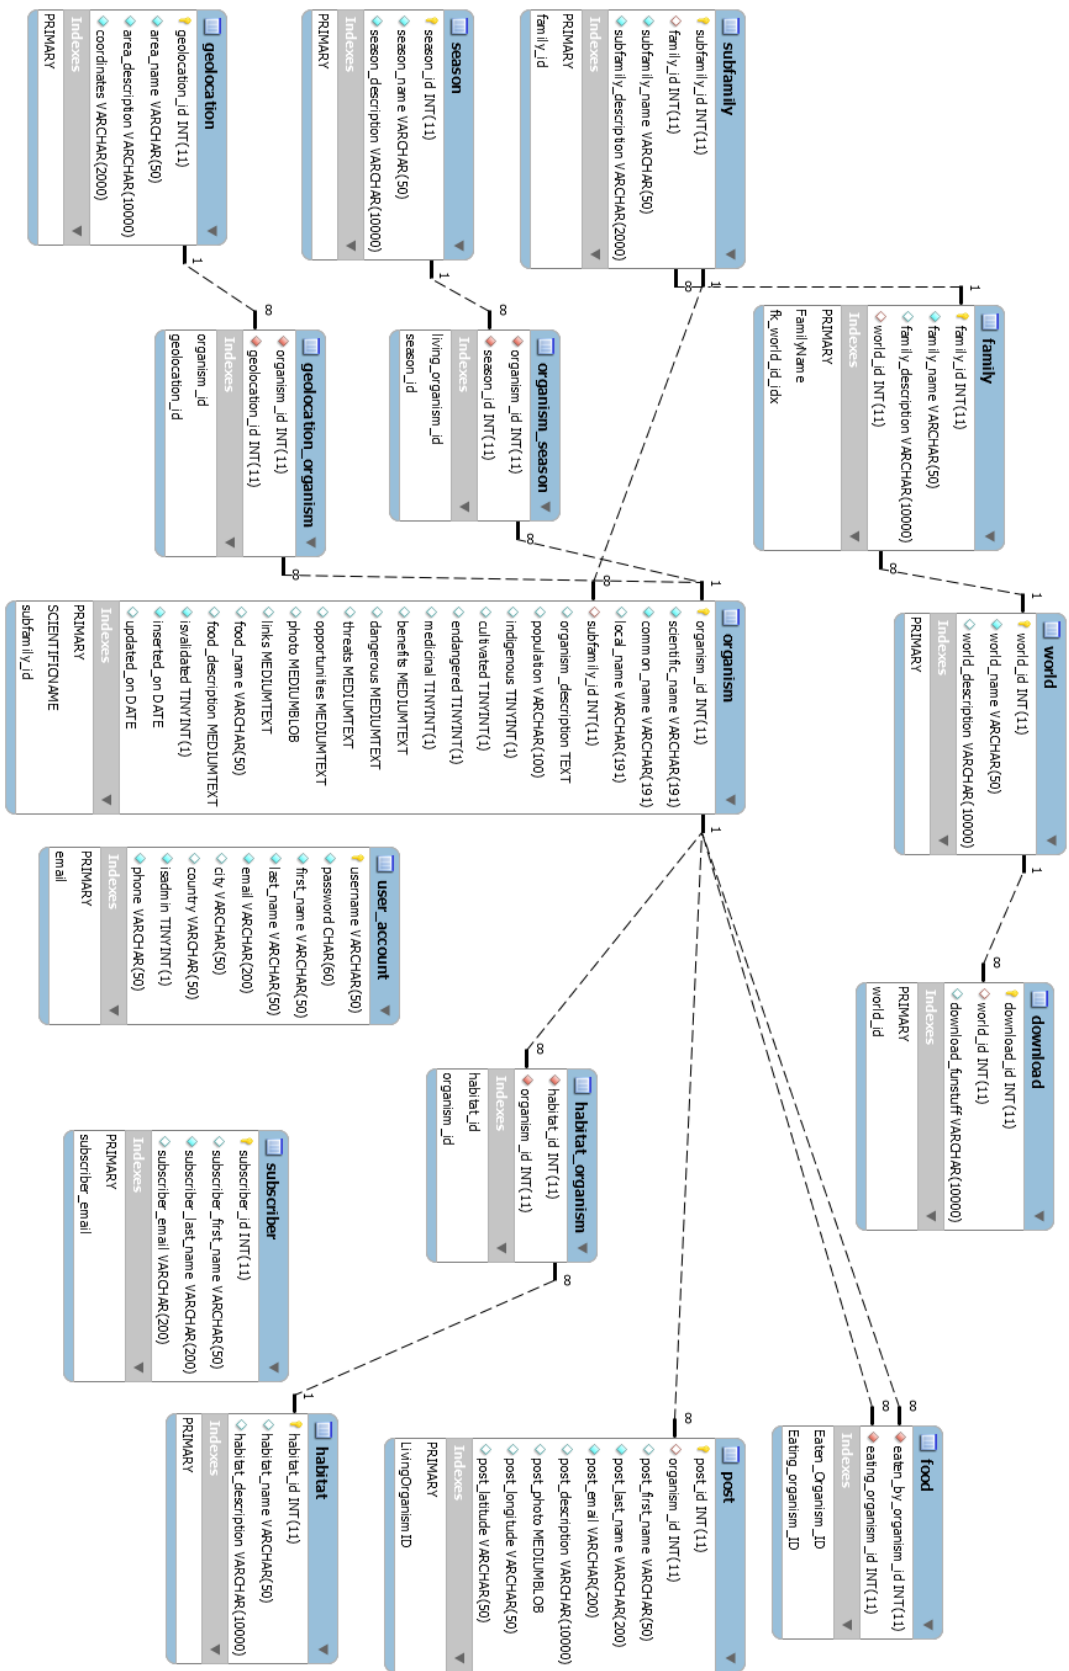 subfamily
subfamily_id INT(11)
family_id INT(11)
subfamily_name VARCHAR(50)
subfamily_description VARCHAR(2000)
Indexes
PRIMARY
family_id
season
season_id INT(11)
season_name VARCHAR(50)
season_description VARCHAR(10000)
Indexes
PRIMARY
geolocation
geolocation_id INT(11)
area_name VARCHAR(50)
area_description VARCHAR(10000)
coordinates VARCHAR(2000)
Indexes
PRIMARY
1
∞
1
1
∞
1
∞
family
family_id INT(11)
family_name VARCHAR(50)
family_description VARCHAR(10000)
world_id INT(11)
Indexes
PRIMARY
FamilyName
fk_world_id_idx
organism_season
organism_id INT(11)
season_id INT(11)
Indexes
living_organism_id
season_id
geolocation_organism
organism_id INT(11)
geolocation_id INT(11)
Indexes
organism_id
geolocation_id
∞
∞
∞
1
1
∞
world
world_id INT(11)
world_name VARCHAR(50)
world_description VARCHAR(10000)
Indexes
PRIMARY
organism
organism_id INT(11)
scientific_name VARCHAR(191)
common_name VARCHAR(191)
local_name VARCHAR(191)
subfamily_id INT(11)
organism_description TEXT
population VARCHAR(100)
indigenous TINYINT(1)
cultivated TINYINT(1)
endangered TINYINT(1)
medicinal TINYINT(1)
benefits MEDIUMTEXT
dangerous MEDIUMTEXT
threats MEDIUMTEXT
opportunities MEDIUMTEXT
photo MEDIUMBLOB
links MEDIUMTEXT
food_name VARCHAR(50)
food_description MEDIUMTEXT
isvalidated TINYINT(1)
inserted_on DATE
updated_on DATE
Indexes
PRIMARY
SCIENTIFICNAME
subfamily_id
1
1
∞
download
download_id INT(11)
world_id INT(11)
download_funstuff VARCHAR(10000)
Indexes
PRIMARY
world_id
user_account
username VARCHAR(50)
password CHAR(60)
first_name VARCHAR(50)
last_name VARCHAR(50)
email VARCHAR(200)
city VARCHAR(50)
country VARCHAR(50)
isadmin TINYINT(1)
phone VARCHAR(50)
Indexes
PRIMARY
email
∞
habitat_organism
habitat_id INT(11)
organism_id INT(11)
Indexes
habitat_id
organism_id
∞
subscriber
subscriber_id INT(11)
subscriber_first_name VARCHAR(50)
subscriber_last_name VARCHAR(200)
subscriber_email VARCHAR(200)
Indexes
PRIMARY
subscriber_email
∞
∞
∞
1
food
eaten_by_organism_id INT(11)
eating_organism_id INT(11)
Indexes
Eaten_Organism_ID
Eating_organism_ID
post
post_id INT(11)
organism_id INT(11)
post_first_name VARCHAR(50)
post_last_name VARCHAR(200)
post_email VARCHAR(200)
post_description VARCHAR(10000)
post_photo MEDIUMBLOB
post_longitude VARCHAR(50)
post_latitude VARCHAR(50)
Indexes
PRIMARY
LivingOrganismID
habitat
habitat_id INT(11)
habitat_name VARCHAR(50)
habitat_description VARCHAR(10000)
Indexes
PRIMARY